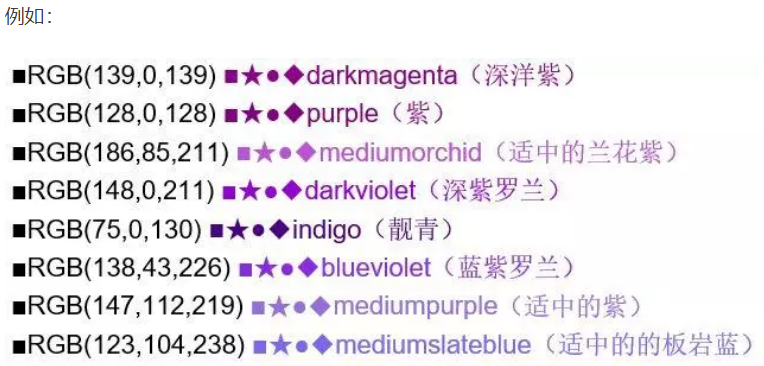 例如：
■RGB(139,0,139) ■★●◆darkmagenta（深洋紫）
■RGB(128,0,128) ■★●◆purple（紫）
■RGB(186,85,211) ■★●◆mediumorchid（适中的兰花紫）
■RGB(148,0,211) ■★●◆darkviolet（深紫罗兰）
■RGB(75,0,130) ■★●◆indigo（靓青）
■RGB(138,43,226) ■★●◆blueviolet（蓝紫罗兰）
■RGB(147,112,219) ■★●◆mediumpurple（适中的紫）
■RGB(123,104,238) ■★●◆mediumslateblue（适中的的板岩蓝）